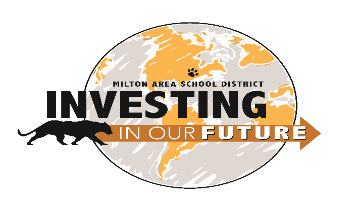 MILTON AREA SCHOOL DISTRICT
INVESTING
IN OUR FUTURE